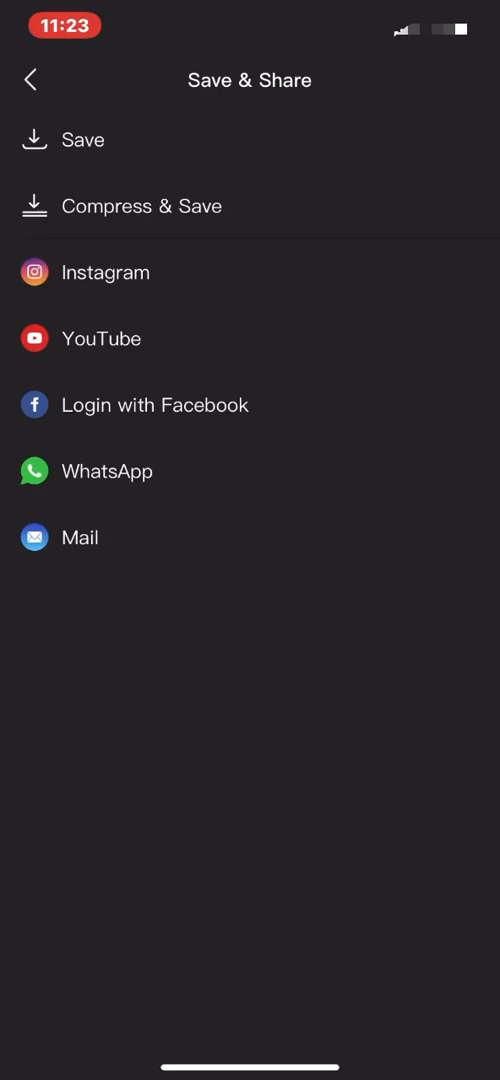 11:23
Save & Share
Save
Compress & Save
Instagram
YouTube
Login with Facebook
WhatsApp
Mail